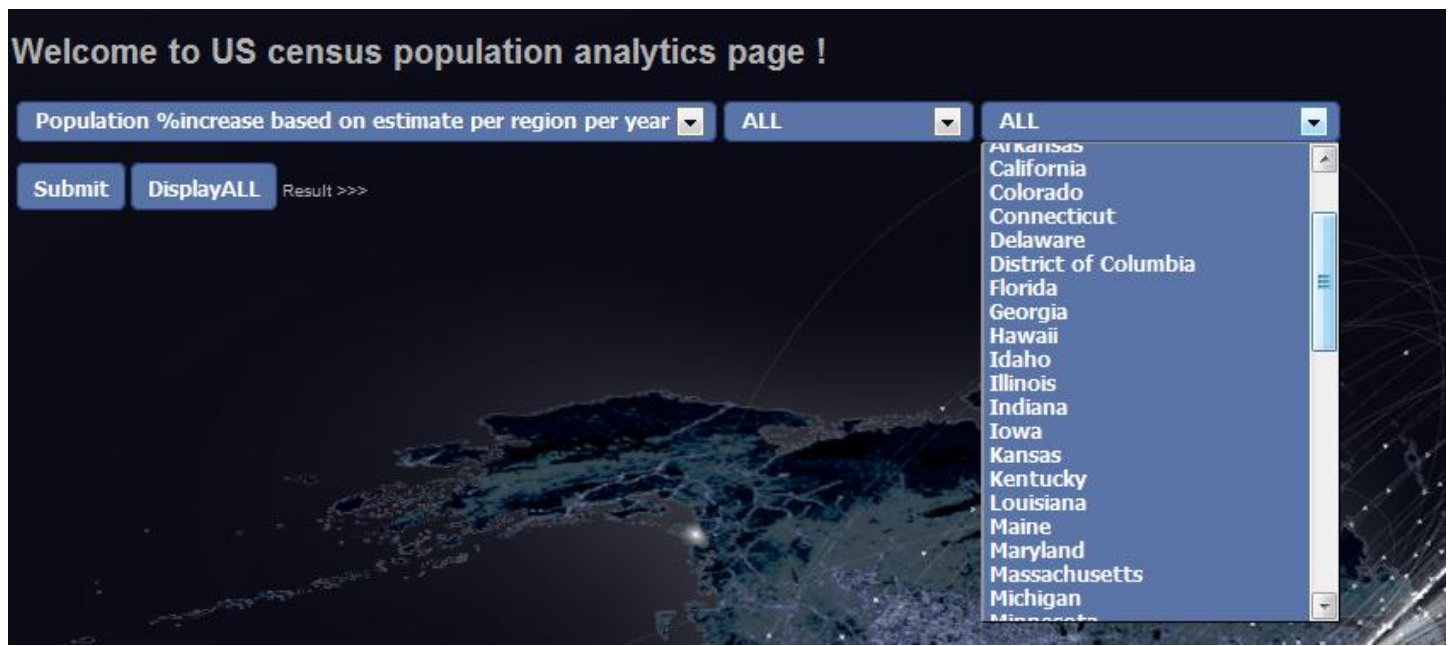 Welcome to US census population analytics page !
Population %increase based on estimate per region per year
ALL
ALL
Submit
DisplayALL
Result >>>
Arkansas
California
Colorado
Connecticut
Delaware
District of Columbia
Florida
Georgia
Hawaii
Idaho
Illinois
Indiana
Iowa
Kansas
Kentucky
Louisiana
Maine
Maryland
Massachusetts
Michigan
Minnesota